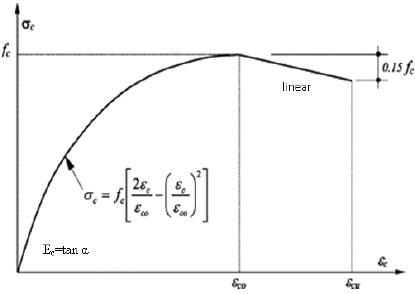 σc
fc
0.15 fc
linear
σc = fc[2εc/εco − (εc/εco)²]
Ec=tan α
εc
εco
εcu